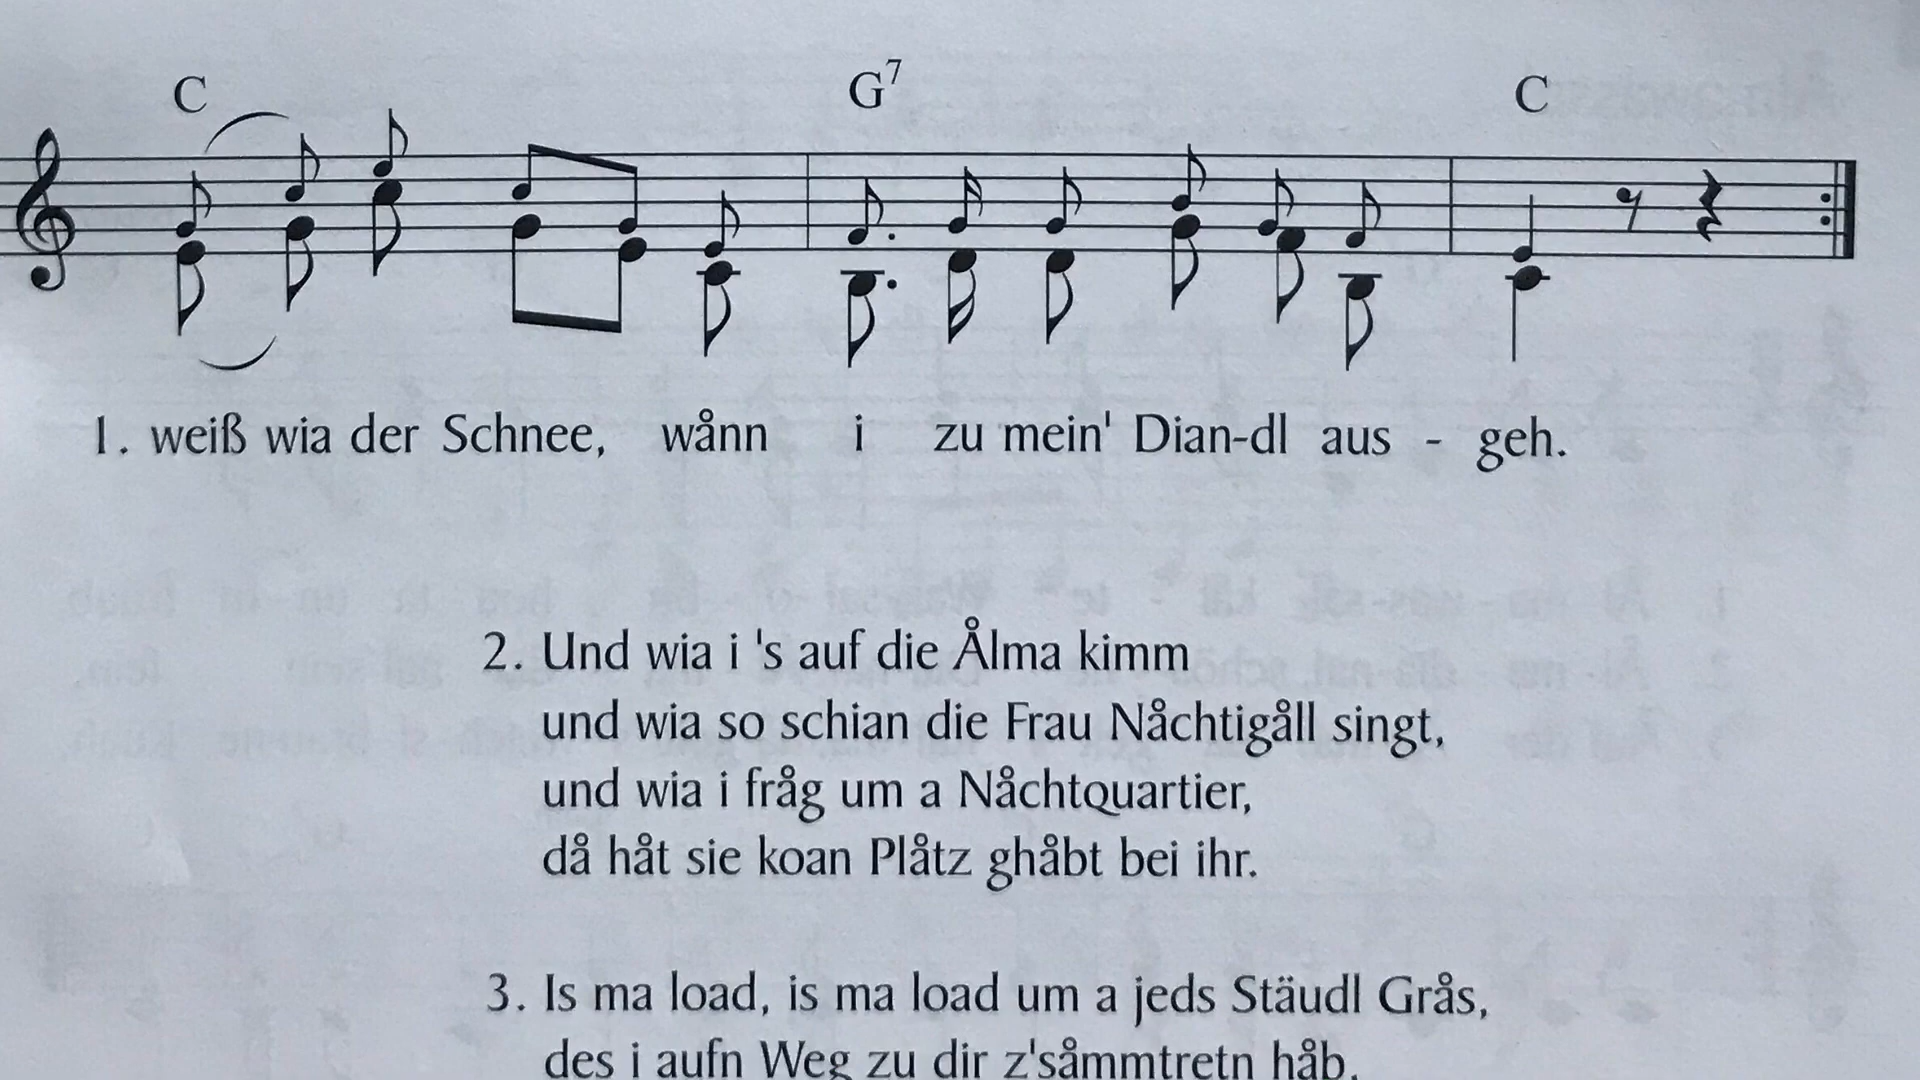 C G7 C
1. weiß wia der Schnee, wånn i zu mein' Dian-dl aus - geh.
2. Und wia i 's auf die Ålma kimm
und wia so schian die Frau Nåchtigåll singt,
und wia i fråg um a Nåchtquartier,
då håt sie koan Plåtz ghåbt bei ihr.
3. Is ma load, is ma load um a jeds Stäudl Grås,
des i aufn Weg zu dir z'såmmtretn håb.